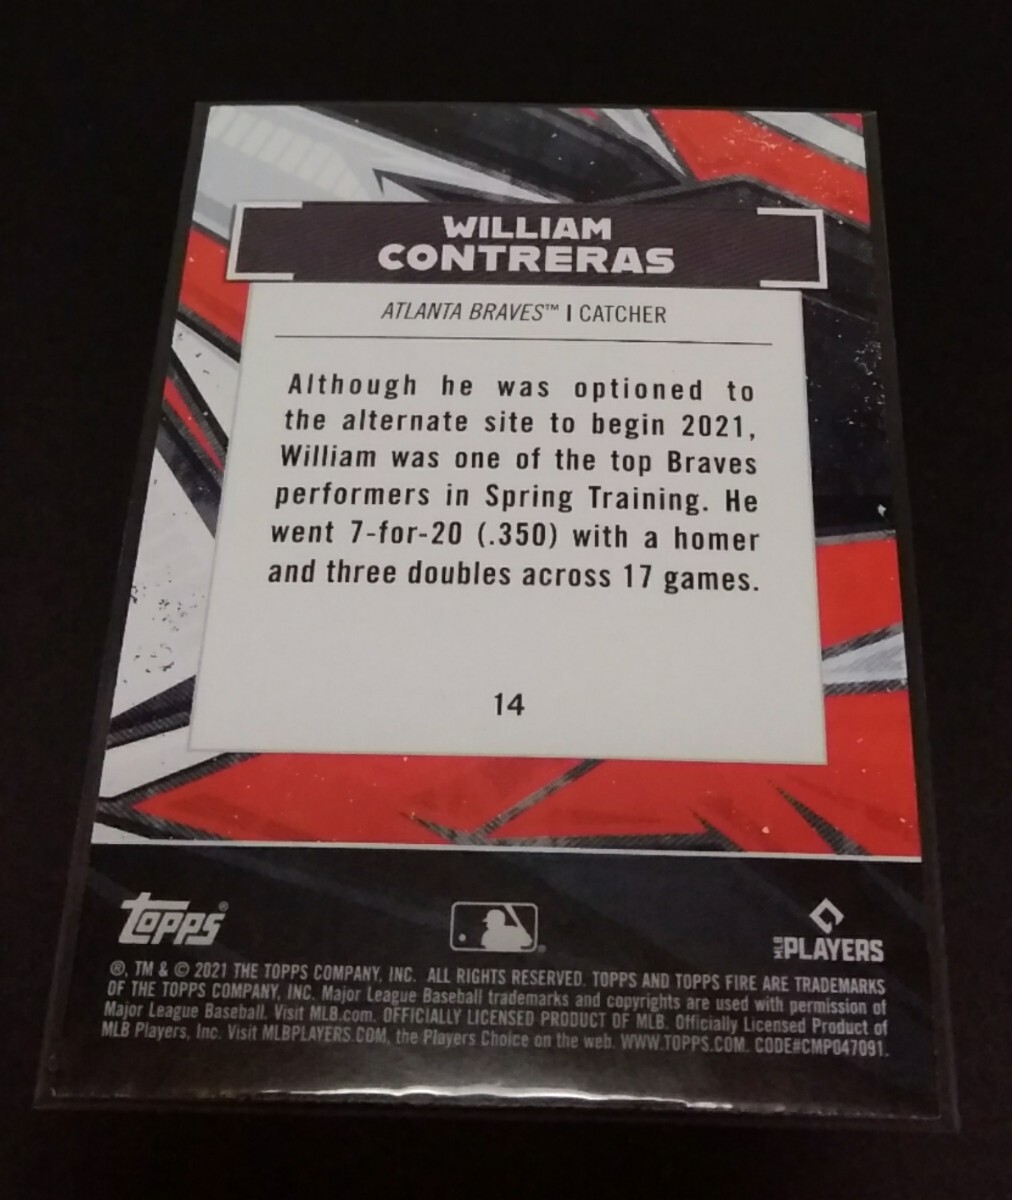 WILLIAM
CONTRERAS
ATLANTA BRAVES™ | CATCHER
Although he was optioned to
the alternate site to begin 2021,
William was one of the top Braves
performers in Spring Training. He
went 7-for-20 (.350) with a homer
and three doubles across 17 games.
14
TOPPS®
MLB PLAYERS
®, TM & © 2021 THE TOPPS COMPANY, INC. ALL RIGHTS RESERVED. TOPPS AND TOPPS FIRE ARE TRADEMARKS
OF THE TOPPS COMPANY, INC. Major League Baseball trademarks and copyrights are used with permission of
Major League Baseball. Visit MLB.com. OFFICIALLY LICENSED PRODUCT OF MLB. Officially Licensed Product of
MLB Players, Inc. Visit MLBPLAYERS.COM, the Players Choice on the web. WWW.TOPPS.COM. CODE#CMP047091.